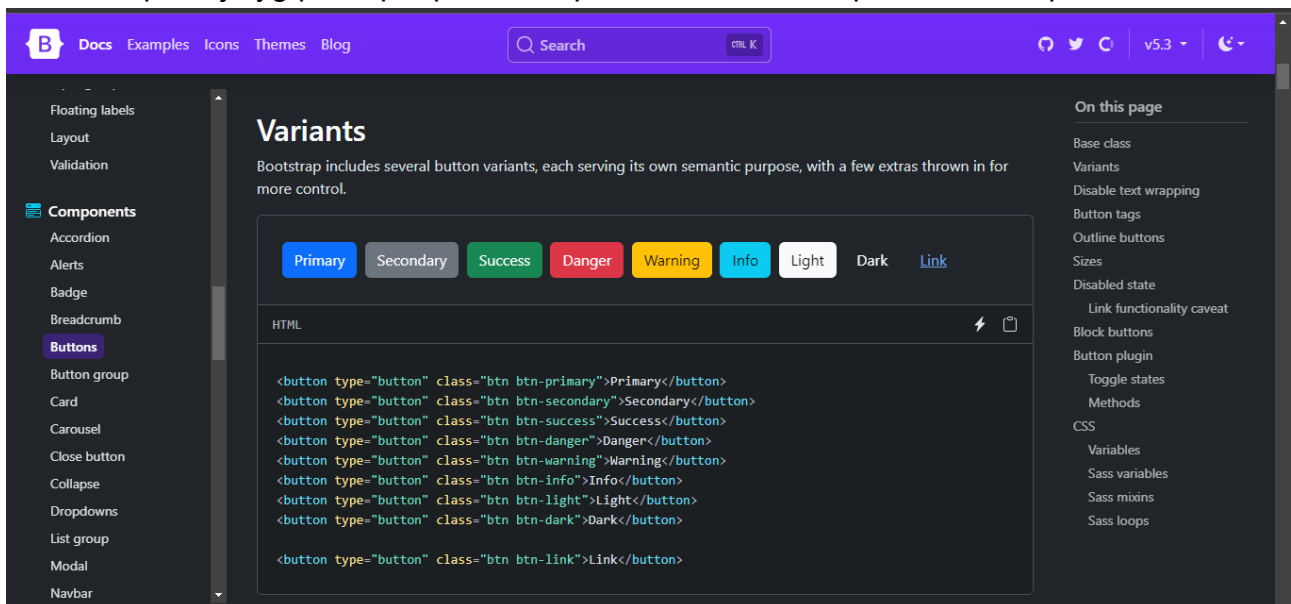 B Docs Examples Icons Themes Blog Search CTRL K v5.3
Floating labels
Layout
Validation
Components
Accordion
Alerts
Badge
Breadcrumb
Buttons
Button group
Card
Carousel
Close button
Collapse
Dropdowns
List group
Modal
Navbar
Variants
Bootstrap includes several button variants, each serving its own semantic purpose, with a few extras thrown in for
more control.
Primary Secondary Success Danger Warning Info Light Dark Link
HTML
<button type="button" class="btn btn-primary">Primary</button>
<button type="button" class="btn btn-secondary">Secondary</button>
<button type="button" class="btn btn-success">Success</button>
<button type="button" class="btn btn-danger">Danger</button>
<button type="button" class="btn btn-warning">Warning</button>
<button type="button" class="btn btn-info">Info</button>
<button type="button" class="btn btn-light">Light</button>
<button type="button" class="btn btn-dark">Dark</button>
<button type="button" class="btn btn-link">Link</button>
On this page
Base class
Variants
Disable text wrapping
Button tags
Outline buttons
Sizes
Disabled state
Link functionality caveat
Block buttons
Button plugin
Toggle states
Methods
CSS
Variables
Sass variables
Sass mixins
Sass loops